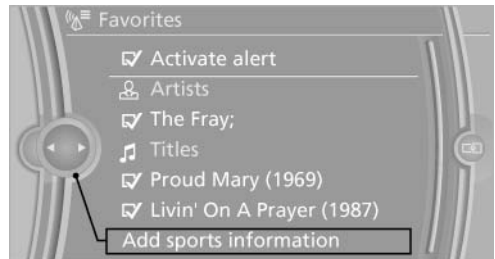 Favorites
Activate alert
Artists
The Fray;
Titles
Proud Mary (1969)
Livin' On A Prayer (1987)
Add sports information